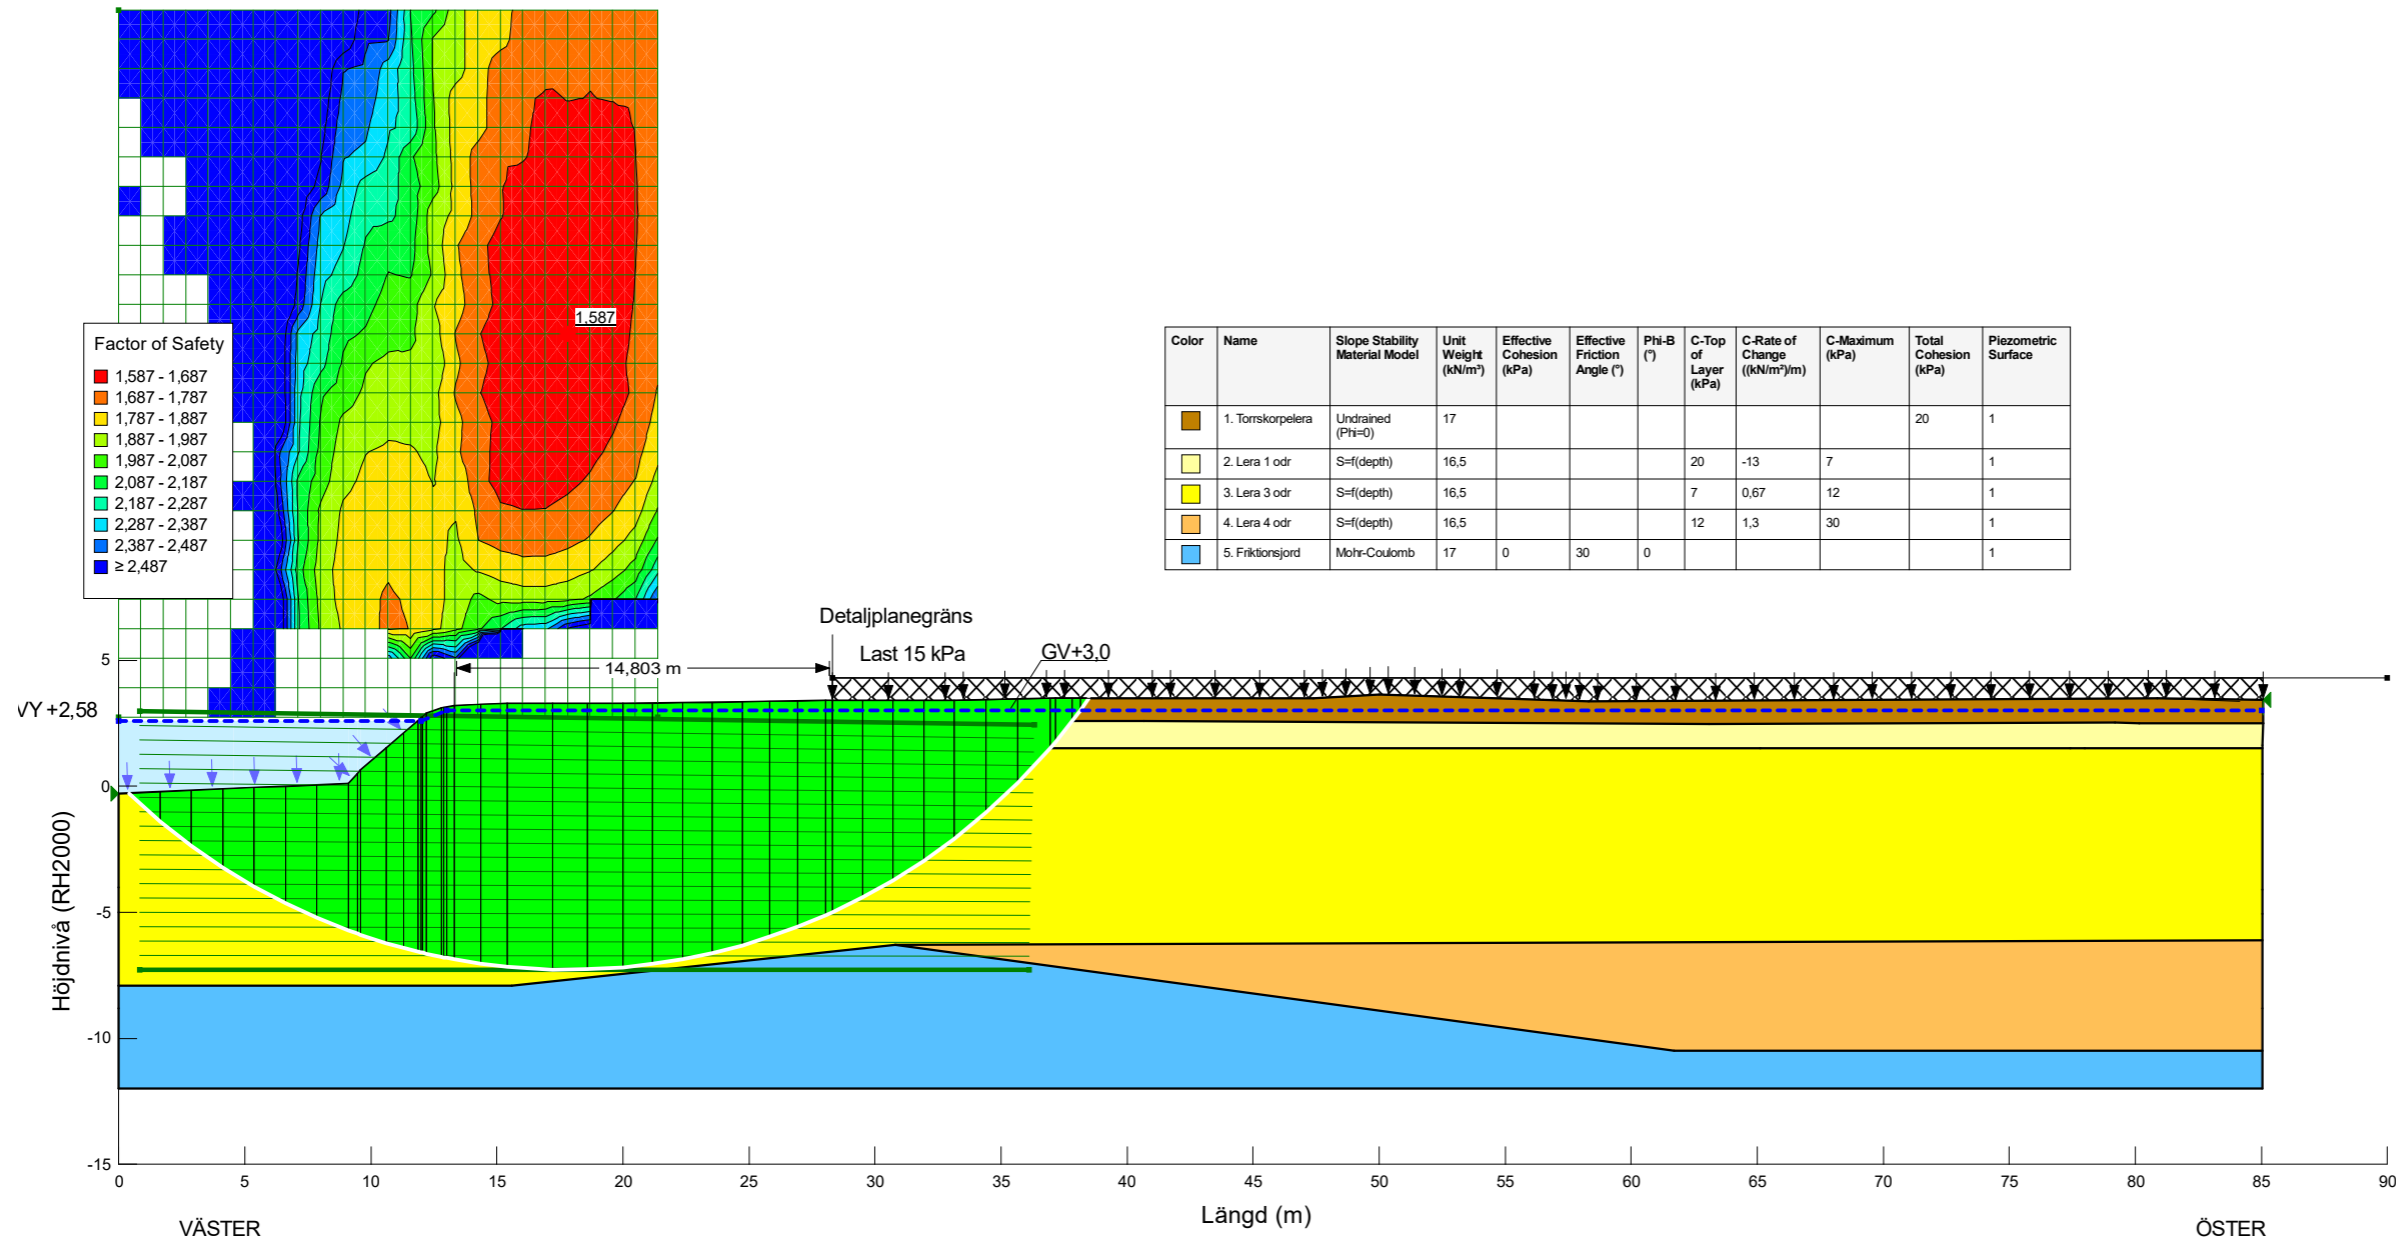 1,587
Factor of Safety
1,587 - 1,687
1,687 - 1,787
1,787 - 1,887
1,887 - 1,987
1,987 - 2,087
2,087 - 2,187
2,187 - 2,287
2,287 - 2,387
2,387 - 2,487
≥ 2,487
Color Name Slope Stability Material Model Unit Weight (kN/m³) Effective Cohesion (kPa) Effective Friction Angle (°) Phi-B (°) C-Top of Layer (kPa) C-Rate of Change ((kN/m²)/m) C-Maximum (kPa) Total Cohesion (kPa) Piezometric Surface
1. Torrskorpelera Undrained (Phi=0) 17 20 1
2. Lera 1 odr S=f(depth) 16,5 20 -13 7 1
3. Lera 3 odr S=f(depth) 16,5 7 0,67 12 1
4. Lera 4 odr S=f(depth) 16,5 12 1,3 30 1
5. Friktionsjord Mohr-Coulomb 17 0 30 0 1
Detaljplanegräns
Last 15 kPa
GV+3,0
14,803 m
VY +2,58
5
0
-5
-10
-15
Höjdnivå (RH2000)
0 5 10 15 20 25 30 35 40 45 50 55 60 65 70 75 80 85 90
Längd (m)
VÄSTER
ÖSTER